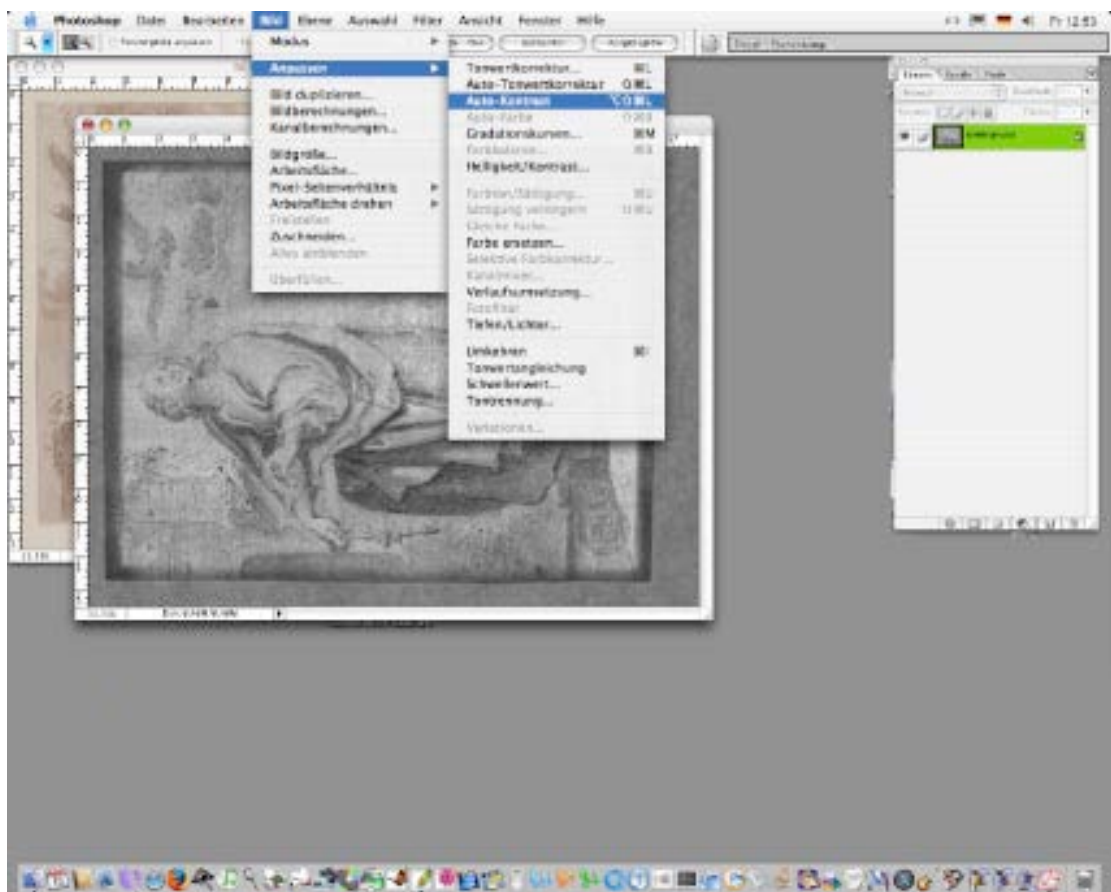 Photoshop Datei Bearbeiten Bild Ebene Auswahl Filter Ansicht Fenster Hilfe
Fr 12:53
Modus
Anpassen
Bild duplizieren...
Bildberechnungen...
Kanalberechnungen...
Bildgröße...
Arbeitsfläche...
Pixel-Seitenverhältnis
Arbeitsfläche drehen
Freistellen
Zuschneiden...
Alles einblenden
Überfüllen...
Tonwertkorrektur... ⌘L
Auto-Tonwertkorrektur ⇧⌘L
Auto-Kontrast ⌥⇧⌘L
Auto-Farbe ⇧⌘B
Gradationskurven... ⌘M
Farbbalance... ⌘B
Helligkeit/Kontrast...
Farbton/Sättigung... ⌘U
Sättigung verringern ⇧⌘U
Gleiche Farbe...
Farbe ersetzen...
Selektive Farbkorrektur...
Kanalmixer...
Verlaufsumsetzung...
Fotofilter
Tiefen/Lichter...
Umkehren ⌘I
Tonwertangleichung
Schwellenwert...
Tontrennung...
Variationen...